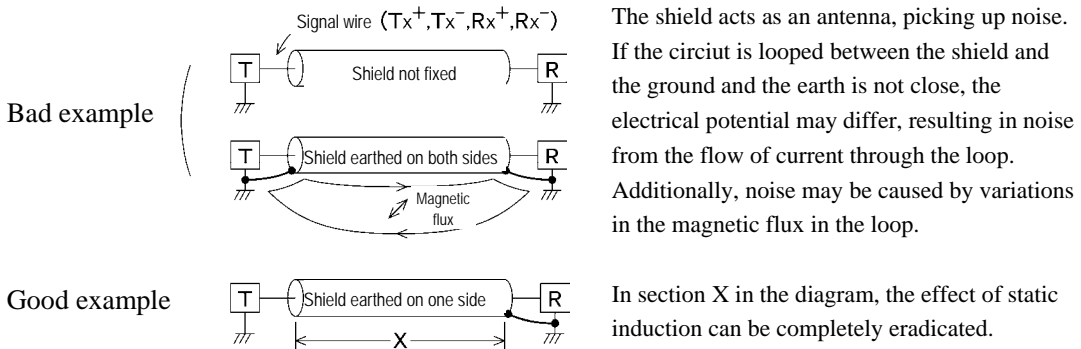 Signal wire (Tx⁺,Tx⁻,Rx⁺,Rx⁻)
T
Shield not fixed
R
Bad example
T
Shield earthed on both sides
R
Magnetic
flux
The shield acts as an antenna, picking up noise.
If the circiut is looped between the shield and
the ground and the earth is not close, the
electrical potential may differ, resulting in noise
from the flow of current through the loop.
Additionally, noise may be caused by variations
in the magnetic flux in the loop.
Good example
T
Shield earthed on one side
R
X
In section X in the diagram, the effect of static
induction can be completely eradicated.